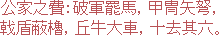 公家之費：破軍罷馬，甲冑矢弩，
戟盾蔽櫓，丘牛大車，十去其六。